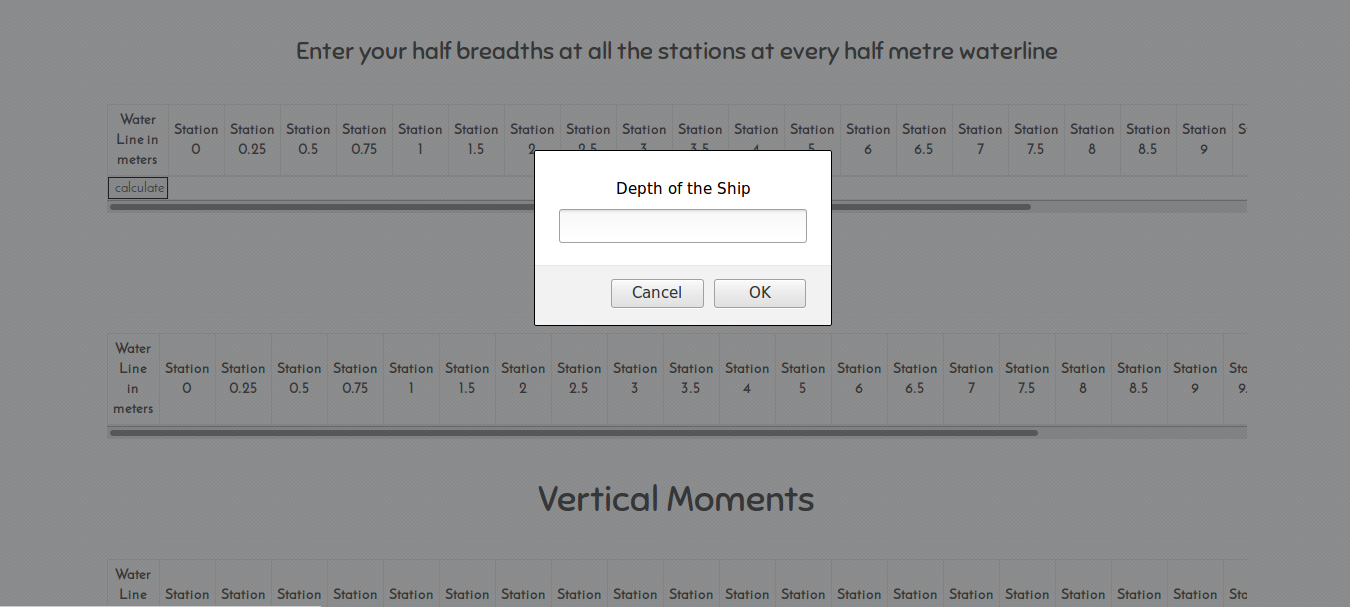 Enter your half breadths at all the stations at every half metre waterline
Water Line in meters Station 0 Station 0.25 Station 0.5 Station 0.75 Station 1 Station 1.5 Station 2 Station 2.5 Station 3 Station 3.5 Station 4 Station 5 Station 6 Station 6.5 Station 7 Station 7.5 Station 8 Station 8.5 Station 9
calculate
Depth of the Ship
Cancel OK
Water Line in meters Station 0 Station 0.25 Station 0.5 Station 0.75 Station 1 Station 1.5 Station 2 Station 2.5 Station 3 Station 3.5 Station 4 Station 5 Station 6 Station 6.5 Station 7 Station 7.5 Station 8 Station 8.5 Station 9
Vertical Moments
Water
Line Station Station Station Station Station Station Station Station Station Station Station Station Station Station Station Station Station Station Station